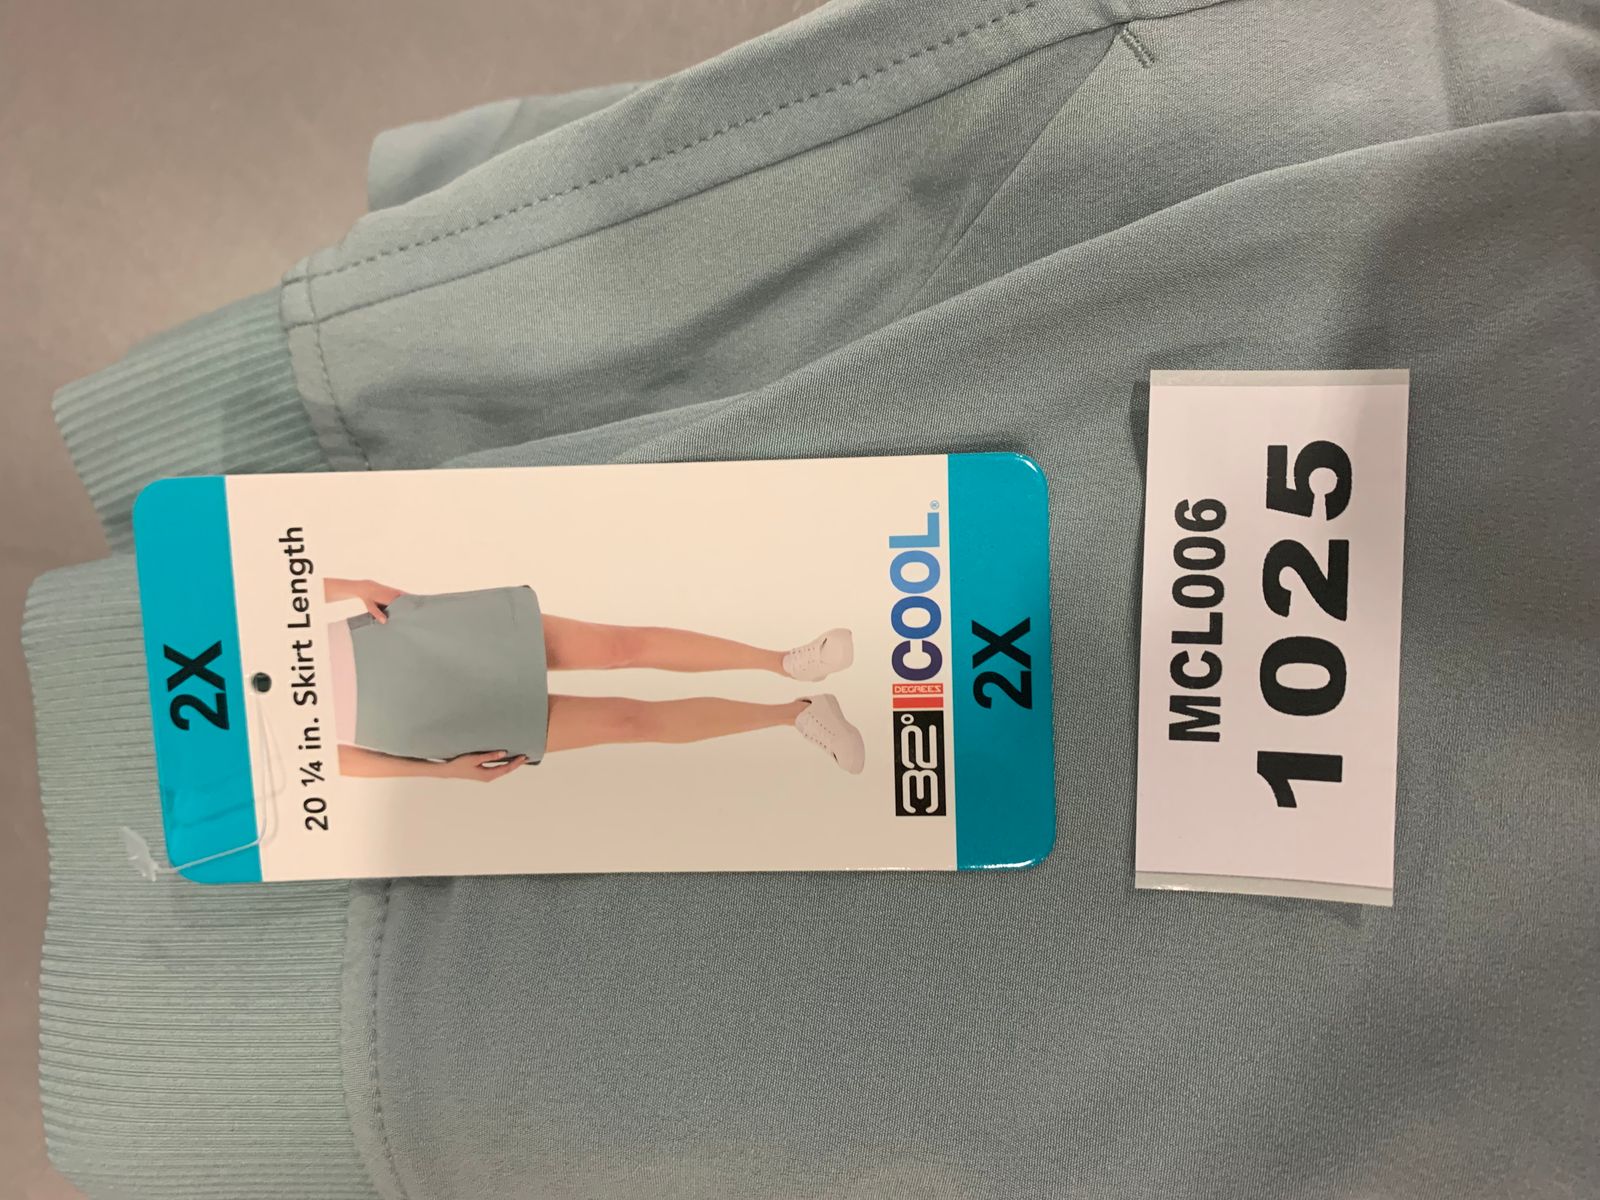 2X
20 ¼ in. Skirt Length
32° DEGREES COOL®
2X
MCL006
1025